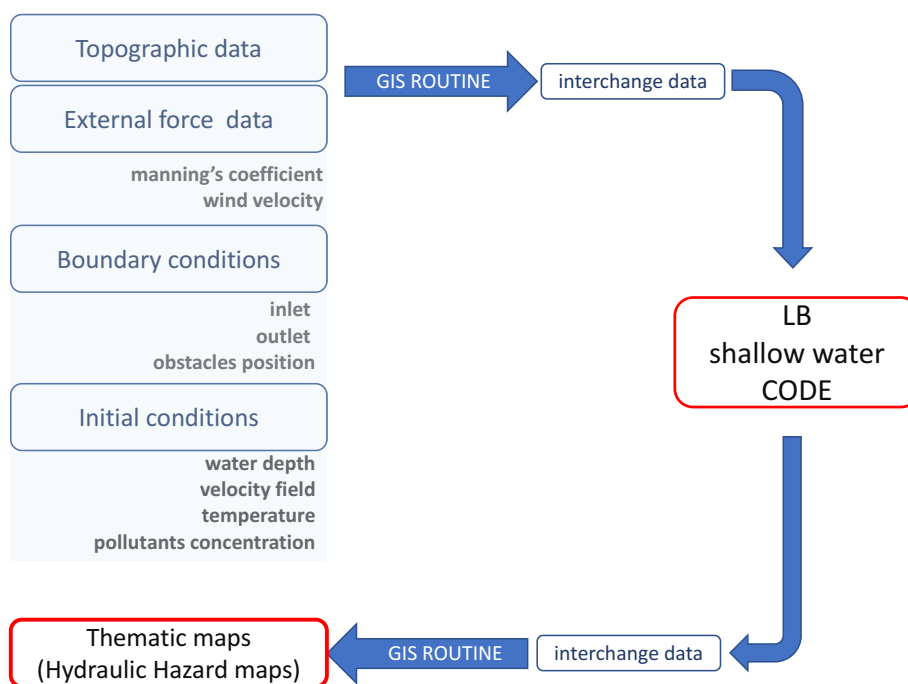 Topographic data
External force data
manning's coefficient
wind velocity
Boundary conditions
inlet
outlet
obstacles position
Initial conditions
water depth
velocity field
temperature
pollutants concentration
GIS ROUTINE
interchange data
LB
shallow water
CODE
interchange data
GIS ROUTINE
Thematic maps
(Hydraulic Hazard maps)